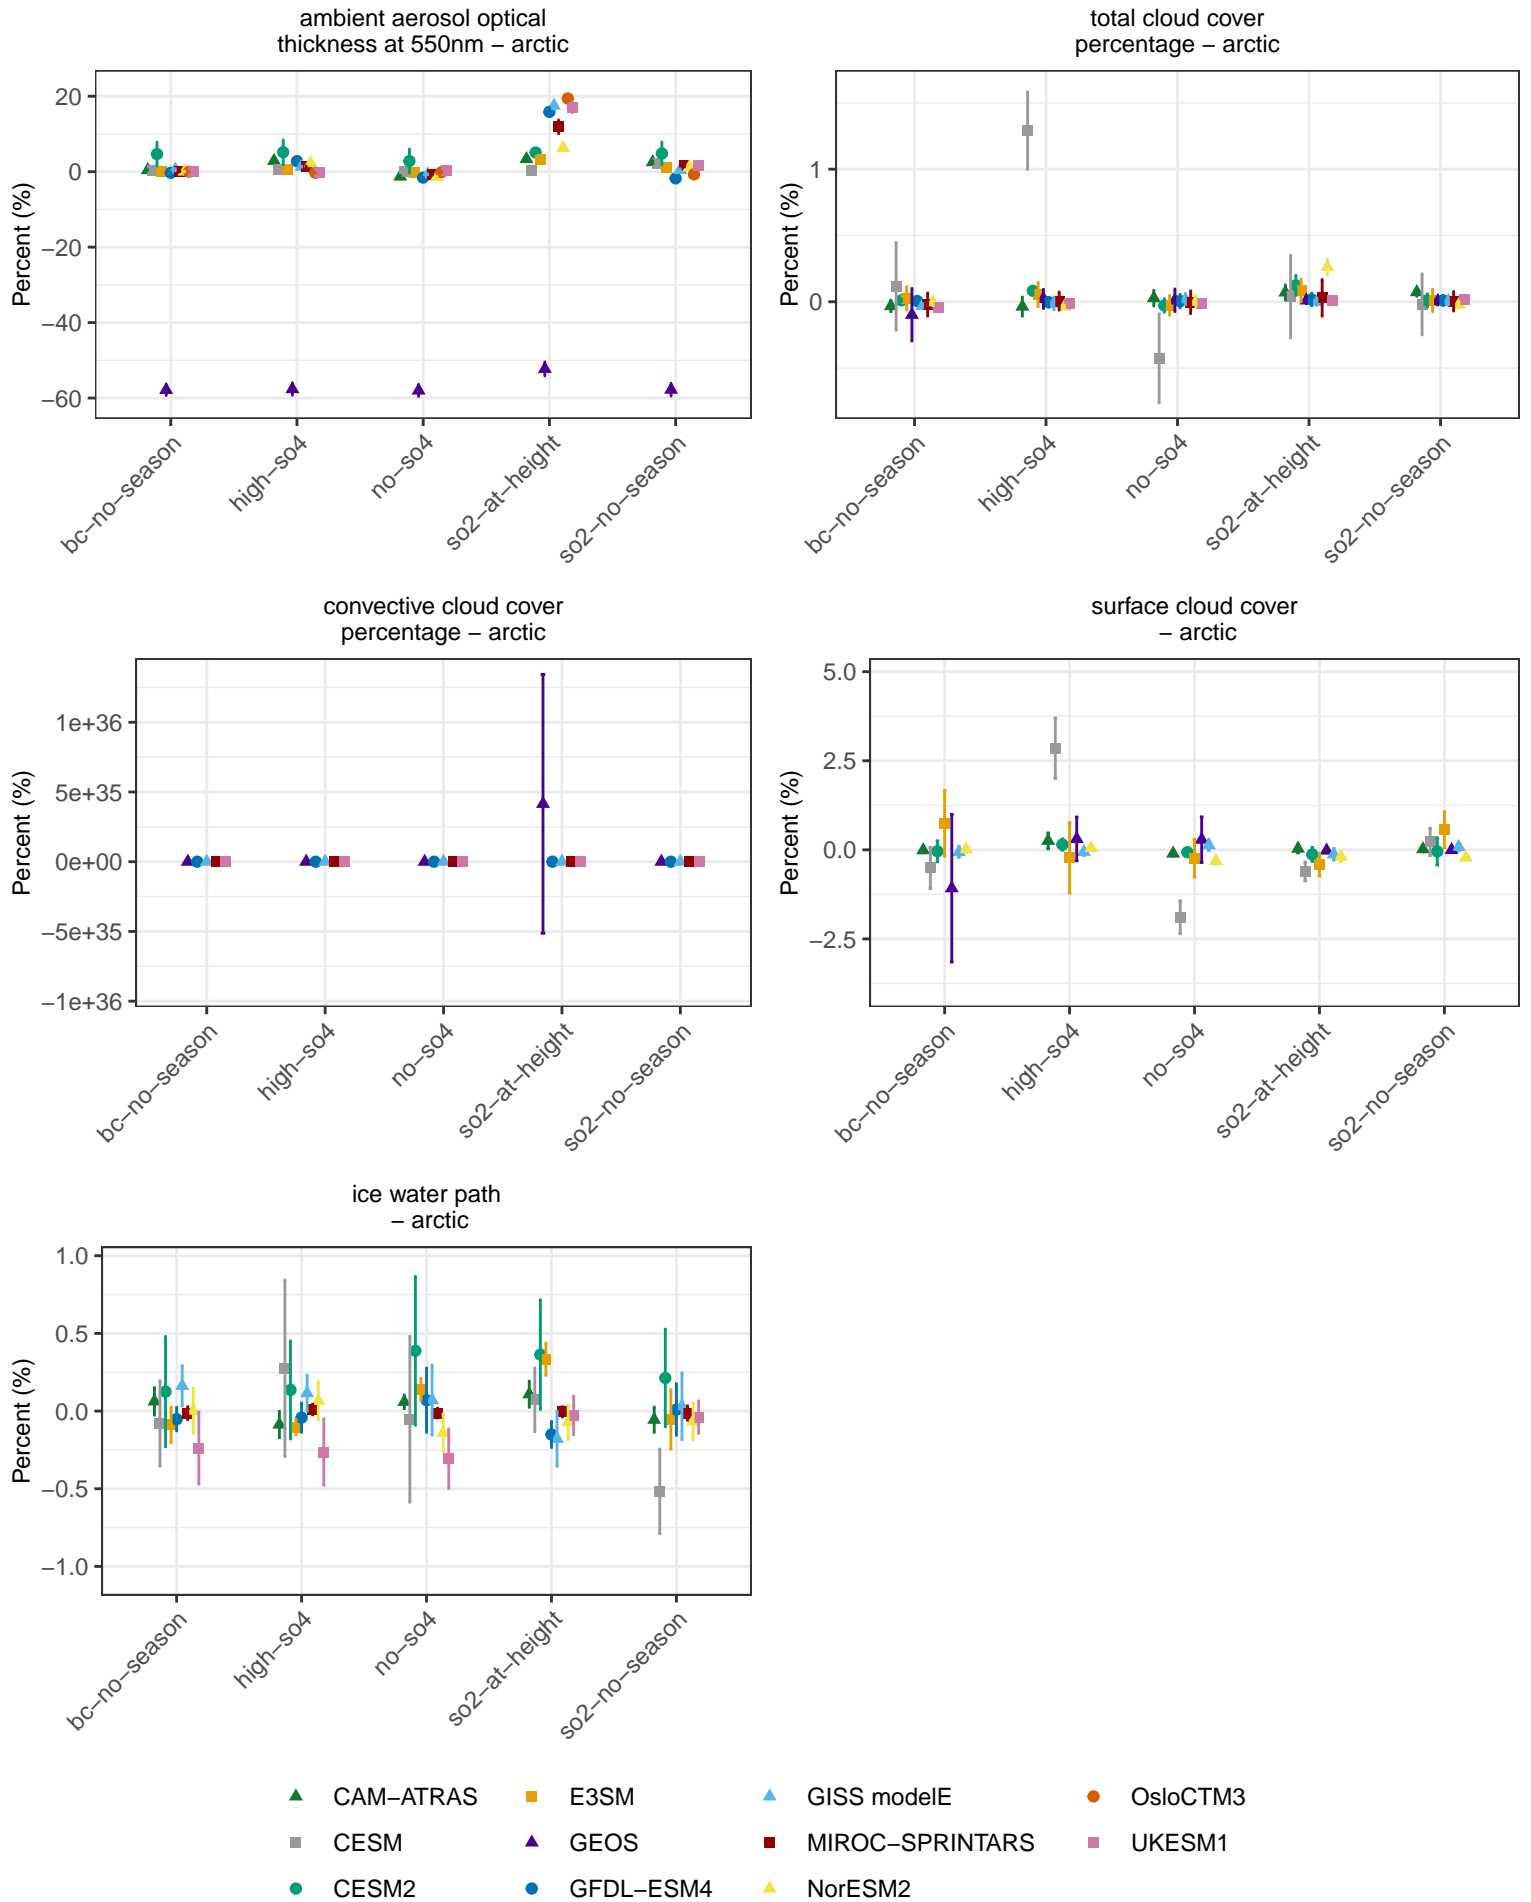 ambient aerosol optical
thickness at 550nm − arctic
Percent (%)
20
0
−20
−40
−60
bc−no−season
high−so4
no−so4
so2−at−height
so2−no−season
total cloud cover
percentage − arctic
Percent (%)
1
0
bc−no−season
high−so4
no−so4
so2−at−height
so2−no−season
convective cloud cover
percentage − arctic
Percent (%)
1e+36
5e+35
0e+00
−5e+35
−1e+36
bc−no−season
high−so4
no−so4
so2−at−height
so2−no−season
surface cloud cover
− arctic
Percent (%)
5.0
2.5
0.0
−2.5
bc−no−season
high−so4
no−so4
so2−at−height
so2−no−season
ice water path
− arctic
Percent (%)
1.0
0.5
0.0
−0.5
−1.0
bc−no−season
high−so4
no−so4
so2−at−height
so2−no−season
CAM−ATRAS
CESM
CESM2
E3SM
GEOS
GFDL−ESM4
GISS modelE
MIROC−SPRINTARS
NorESM2
OsloCTM3
UKESM1